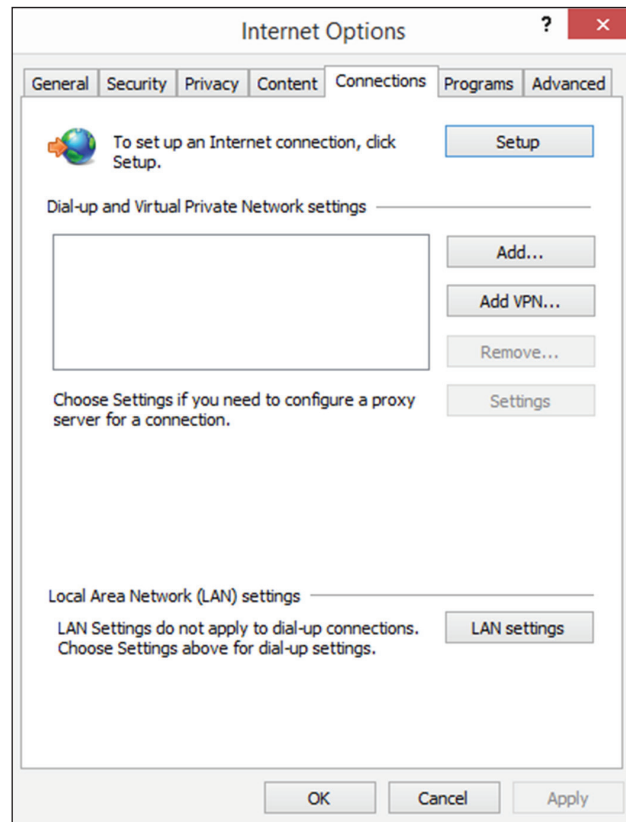 Internet Options ? ×
General Security Privacy Content Connections Programs Advanced
To set up an Internet connection, click
Setup.
Setup
Dial-up and Virtual Private Network settings
Add...
Add VPN...
Remove...
Choose Settings if you need to configure a proxy
server for a connection.
Settings
Local Area Network (LAN) settings
LAN Settings do not apply to dial-up connections.
Choose Settings above for dial-up settings.
LAN settings
OK Cancel Apply